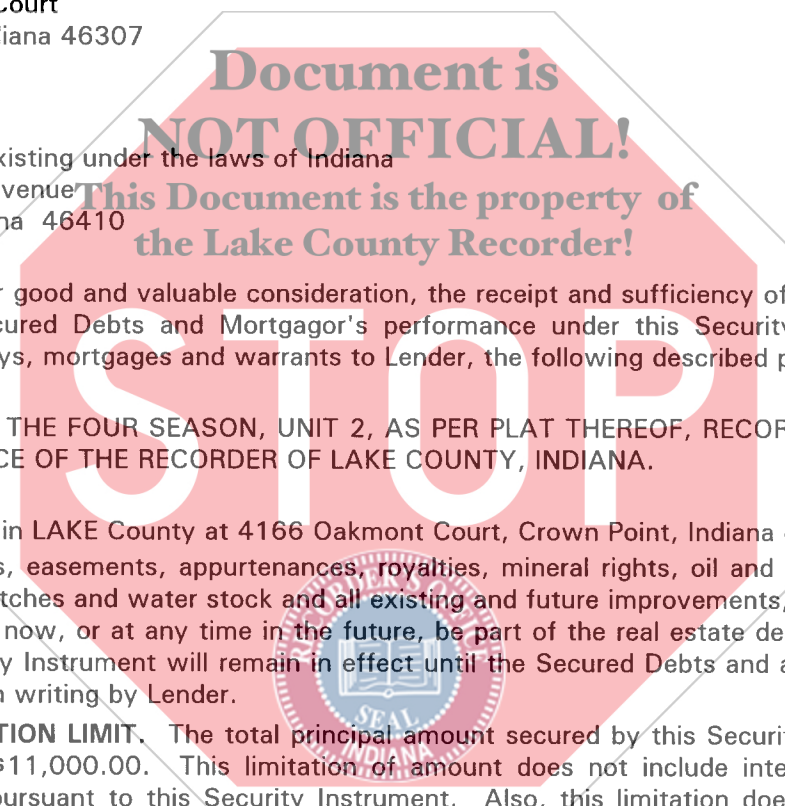 Court
iana 46307
Document is
NOT OFFICIAL!
xisting under the laws of Indiana
venue
This Document is the property of
na 46410
the Lake County Recorder!
r good and valuable consideration, the receipt and sufficiency of
cured Debts and Mortgagor's performance under this Security
ys, mortgages and warrants to Lender, the following described p
THE FOUR SEASON, UNIT 2, AS PER PLAT THEREOF, RECOR
CE OF THE RECORDER OF LAKE COUNTY, INDIANA.
STOP
in LAKE County at 4166 Oakmont Court, Crown Point, Indiana
s, easements, appurtenances, royalties, mineral rights, oil and
tches and water stock and all existing and future improvements,
now, or at any time in the future, be part of the real estate de
y Instrument will remain in effect until the Secured Debts and a
n writing by Lender.
RECORDER'S OFFICE
SEAL
INDIANA
TION LIMIT. The total principal amount secured by this Securit
$11,000.00. This limitation of amount does not include inte
pursuant to this Security Instrument. Also, this limitation doe